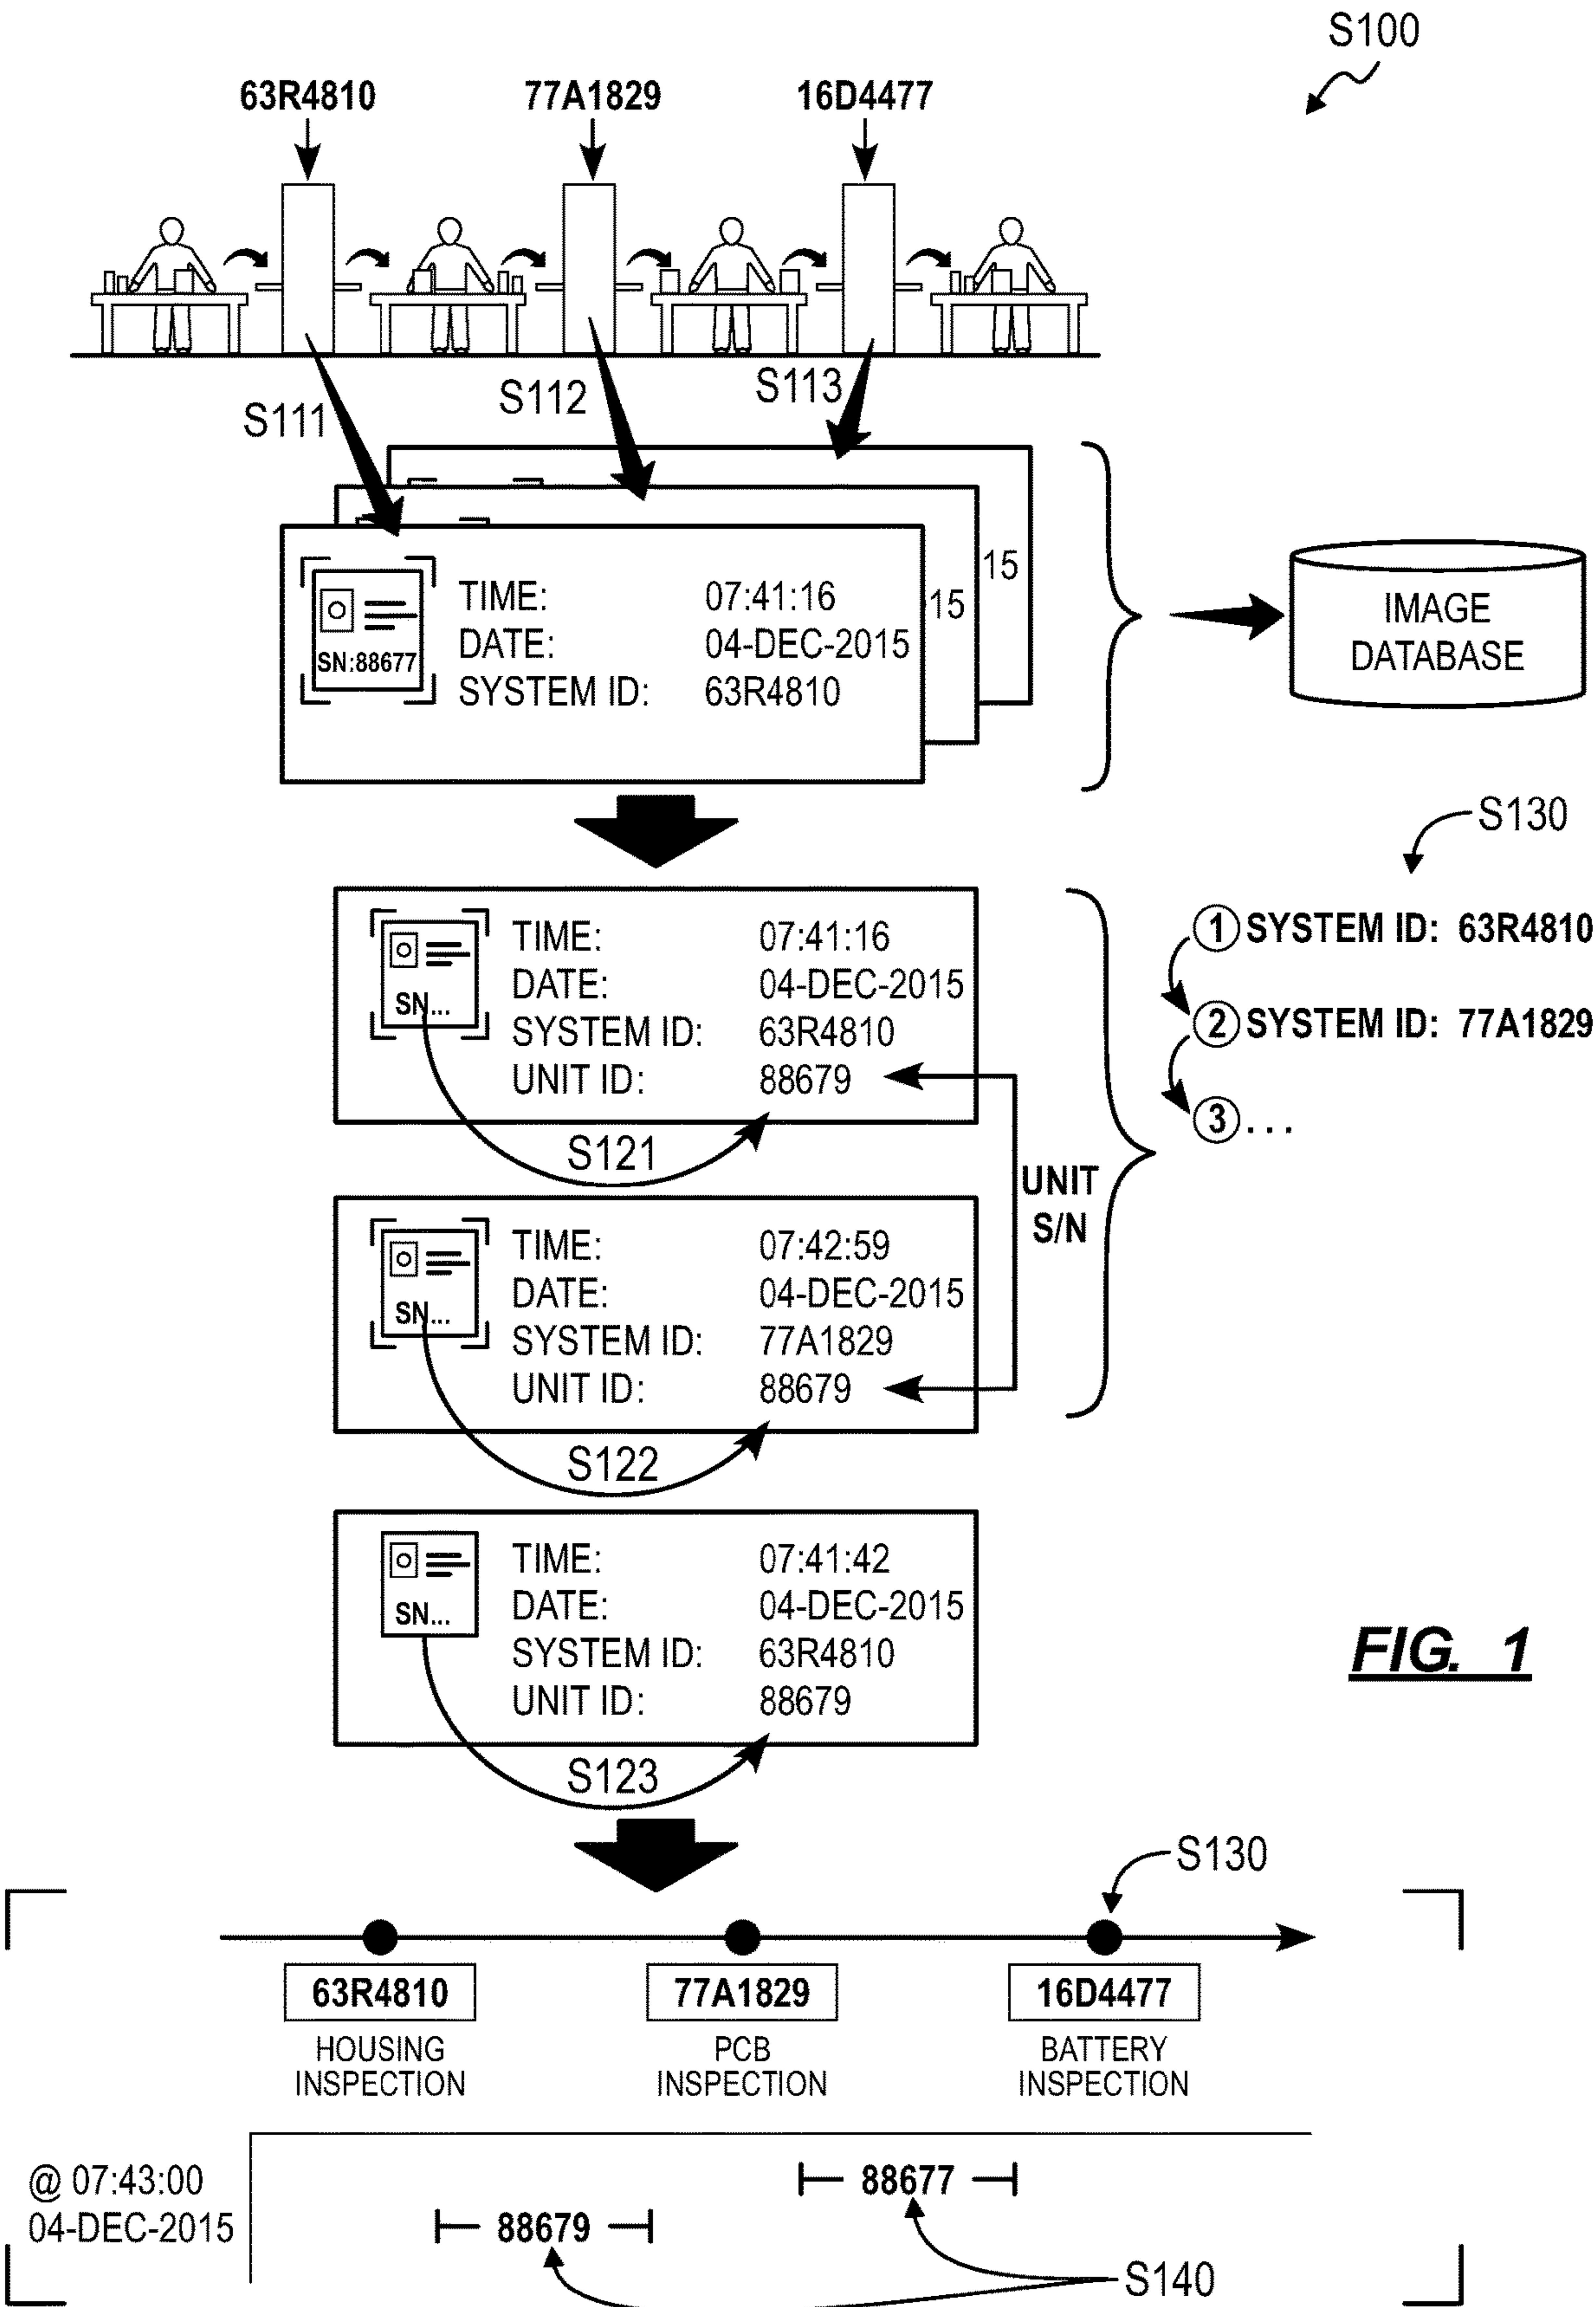 S100
63R4810 77A1829 16D4477
S111 S112 S113
15
15
TIME: 07:41:16
DATE: 04-DEC-2015
SYSTEM ID: 63R4810
SN:88677
IMAGE
DATABASE
S130
1 SYSTEM ID: 63R4810
2 SYSTEM ID: 77A1829
3 ...
TIME: 07:41:16
DATE: 04-DEC-2015
SYSTEM ID: 63R4810
UNIT ID: 88679
SN...
S121
UNIT
S/N
TIME: 07:42:59
DATE: 04-DEC-2015
SYSTEM ID: 77A1829
UNIT ID: 88679
SN...
S122
TIME: 07:41:42
DATE: 04-DEC-2015
SYSTEM ID: 63R4810
UNIT ID: 88679
SN...
S123
FIG. 1
S130
63R4810 77A1829 16D4477
HOUSING INSPECTION
PCB INSPECTION
BATTERY INSPECTION
@ 07:43:00
04-DEC-2015
88677
88679
S140